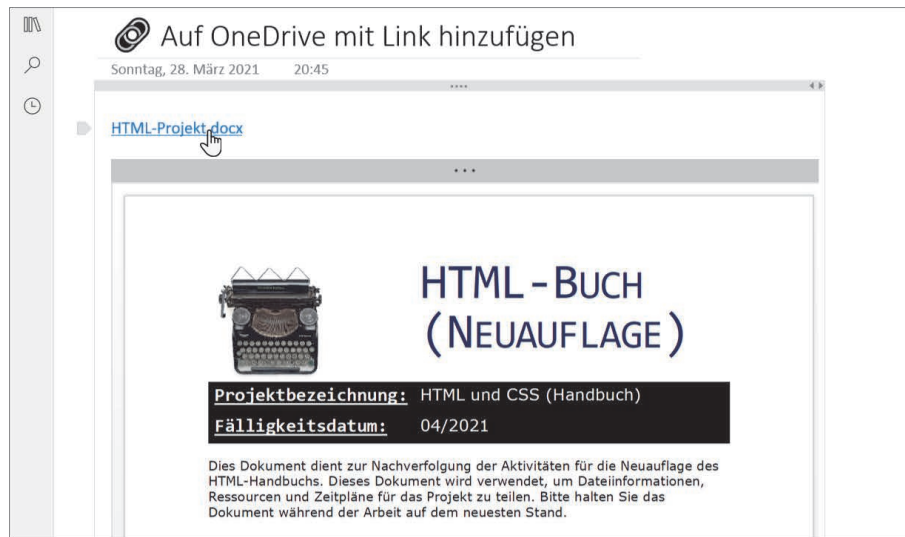 Auf OneDrive mit Link hinzufügen
Sonntag, 28. März 2021 20:45
HTML-Projekt.docx
HTML-BUCH
(NEUAUFLAGE)
Projektbezeichnung: HTML und CSS (Handbuch)
Fälligkeitsdatum: 04/2021
Dies Dokument dient zur Nachverfolgung der Aktivitäten für die Neuauflage des
HTML-Handbuchs. Dieses Dokument wird verwendet, um Dateiinformationen,
Ressourcen und Zeitpläne für das Projekt zu teilen. Bitte halten Sie das
Dokument während der Arbeit auf dem neuesten Stand.